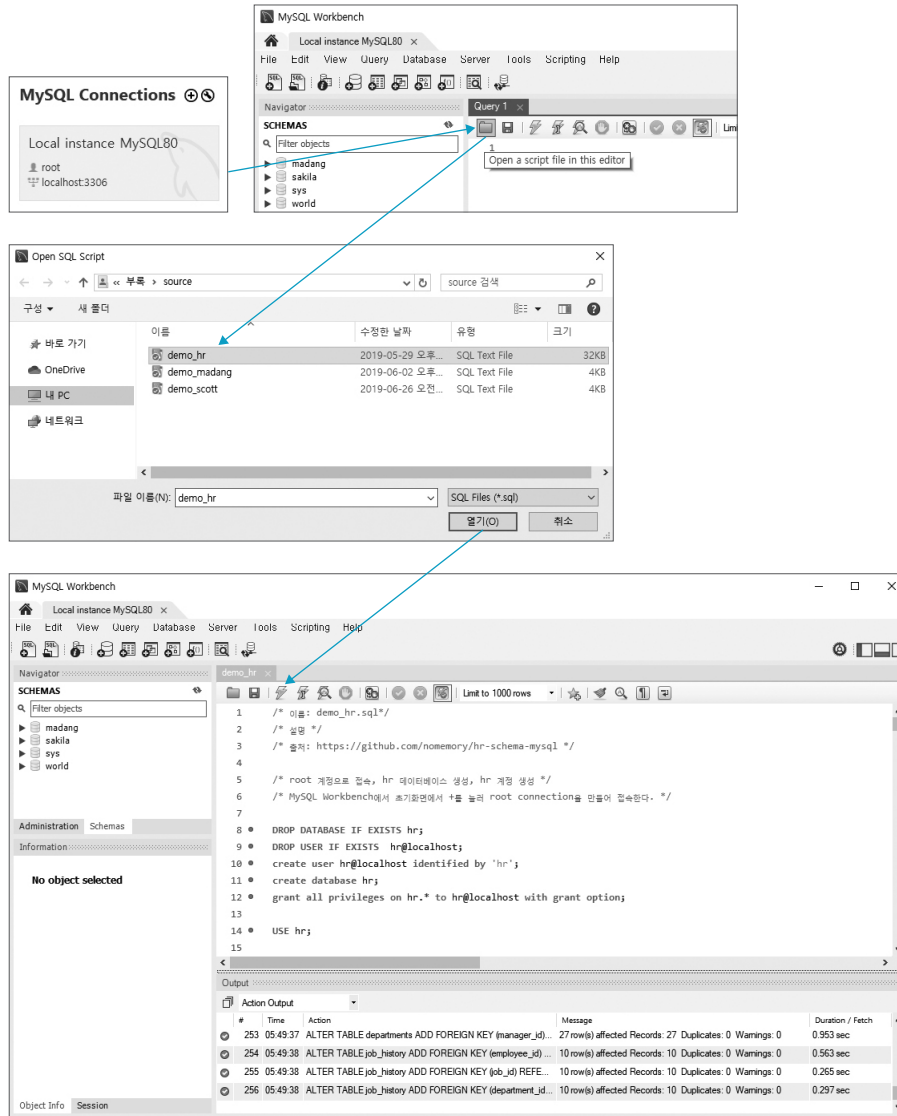 MySQL Workbench
Local instance MySQL80 ×
File Edit View Query Database Server Tools Scripting Help
Navigator
SCHEMAS
Filter objects
madang
sakila
sys
world
Query 1 ×
1
Open a script file in this editor
MySQL Connections
Local instance MySQL80
root
localhost:3306
Open SQL Script
« 부록 › source
source 검색
구성 새 폴더
이름 수정한 날짜 유형 크기
바로 가기
OneDrive
내 PC
네트워크
demo_hr 2019-05-29 오후... SQL Text File 32KB
demo_madang 2019-06-02 오후... SQL Text File 4KB
demo_scott 2019-06-26 오전... SQL Text File 4KB
파일 이름(N): demo_hr SQL Files (*.sql)
열기(O) 취소
MySQL Workbench
Local instance MySQL80 ×
File Edit View Query Database Server Tools Scripting Help
Navigator
SCHEMAS
Filter objects
madang
sakila
sys
world
Administration Schemas
Information
No object selected
Object Info Session
demo_hr ×
Limit to 1000 rows
1 /* 이름: demo_hr.sql*/
2 /* 설명 */
3 /* 출처: https://github.com/nomemory/hr-schema-mysql */
4
5 /* root 계정으로 접속, hr 데이터베이스 생성, hr 계정 생성 */
6 /* MySQL Workbench에서 초기화면에서 +를 눌러 root connection을 만들어 접속한다. */
7
8 DROP DATABASE IF EXISTS hr;
9 DROP USER IF EXISTS hr@localhost;
10 create user hr@localhost identified by 'hr';
11 create database hr;
12 grant all privileges on hr.* to hr@localhost with grant option;
13
14 USE hr;
15
Output
Action Output
# Time Action Message Duration / Fetch
253 05:49:37 ALTER TABLE departments ADD FOREIGN KEY (manager_id)... 27 row(s) affected Records: 27 Duplicates: 0 Warnings: 0 0.953 sec
254 05:49:38 ALTER TABLE job_history ADD FOREIGN KEY (employee_id) ... 10 row(s) affected Records: 10 Duplicates: 0 Warnings: 0 0.563 sec
255 05:49:38 ALTER TABLE job_history ADD FOREIGN KEY (job_id) REFE... 10 row(s) affected Records: 10 Duplicates: 0 Warnings: 0 0.265 sec
256 05:49:38 ALTER TABLE job_history ADD FOREIGN KEY (department_id... 10 row(s) affected Records: 10 Duplicates: 0 Warnings: 0 0.297 sec